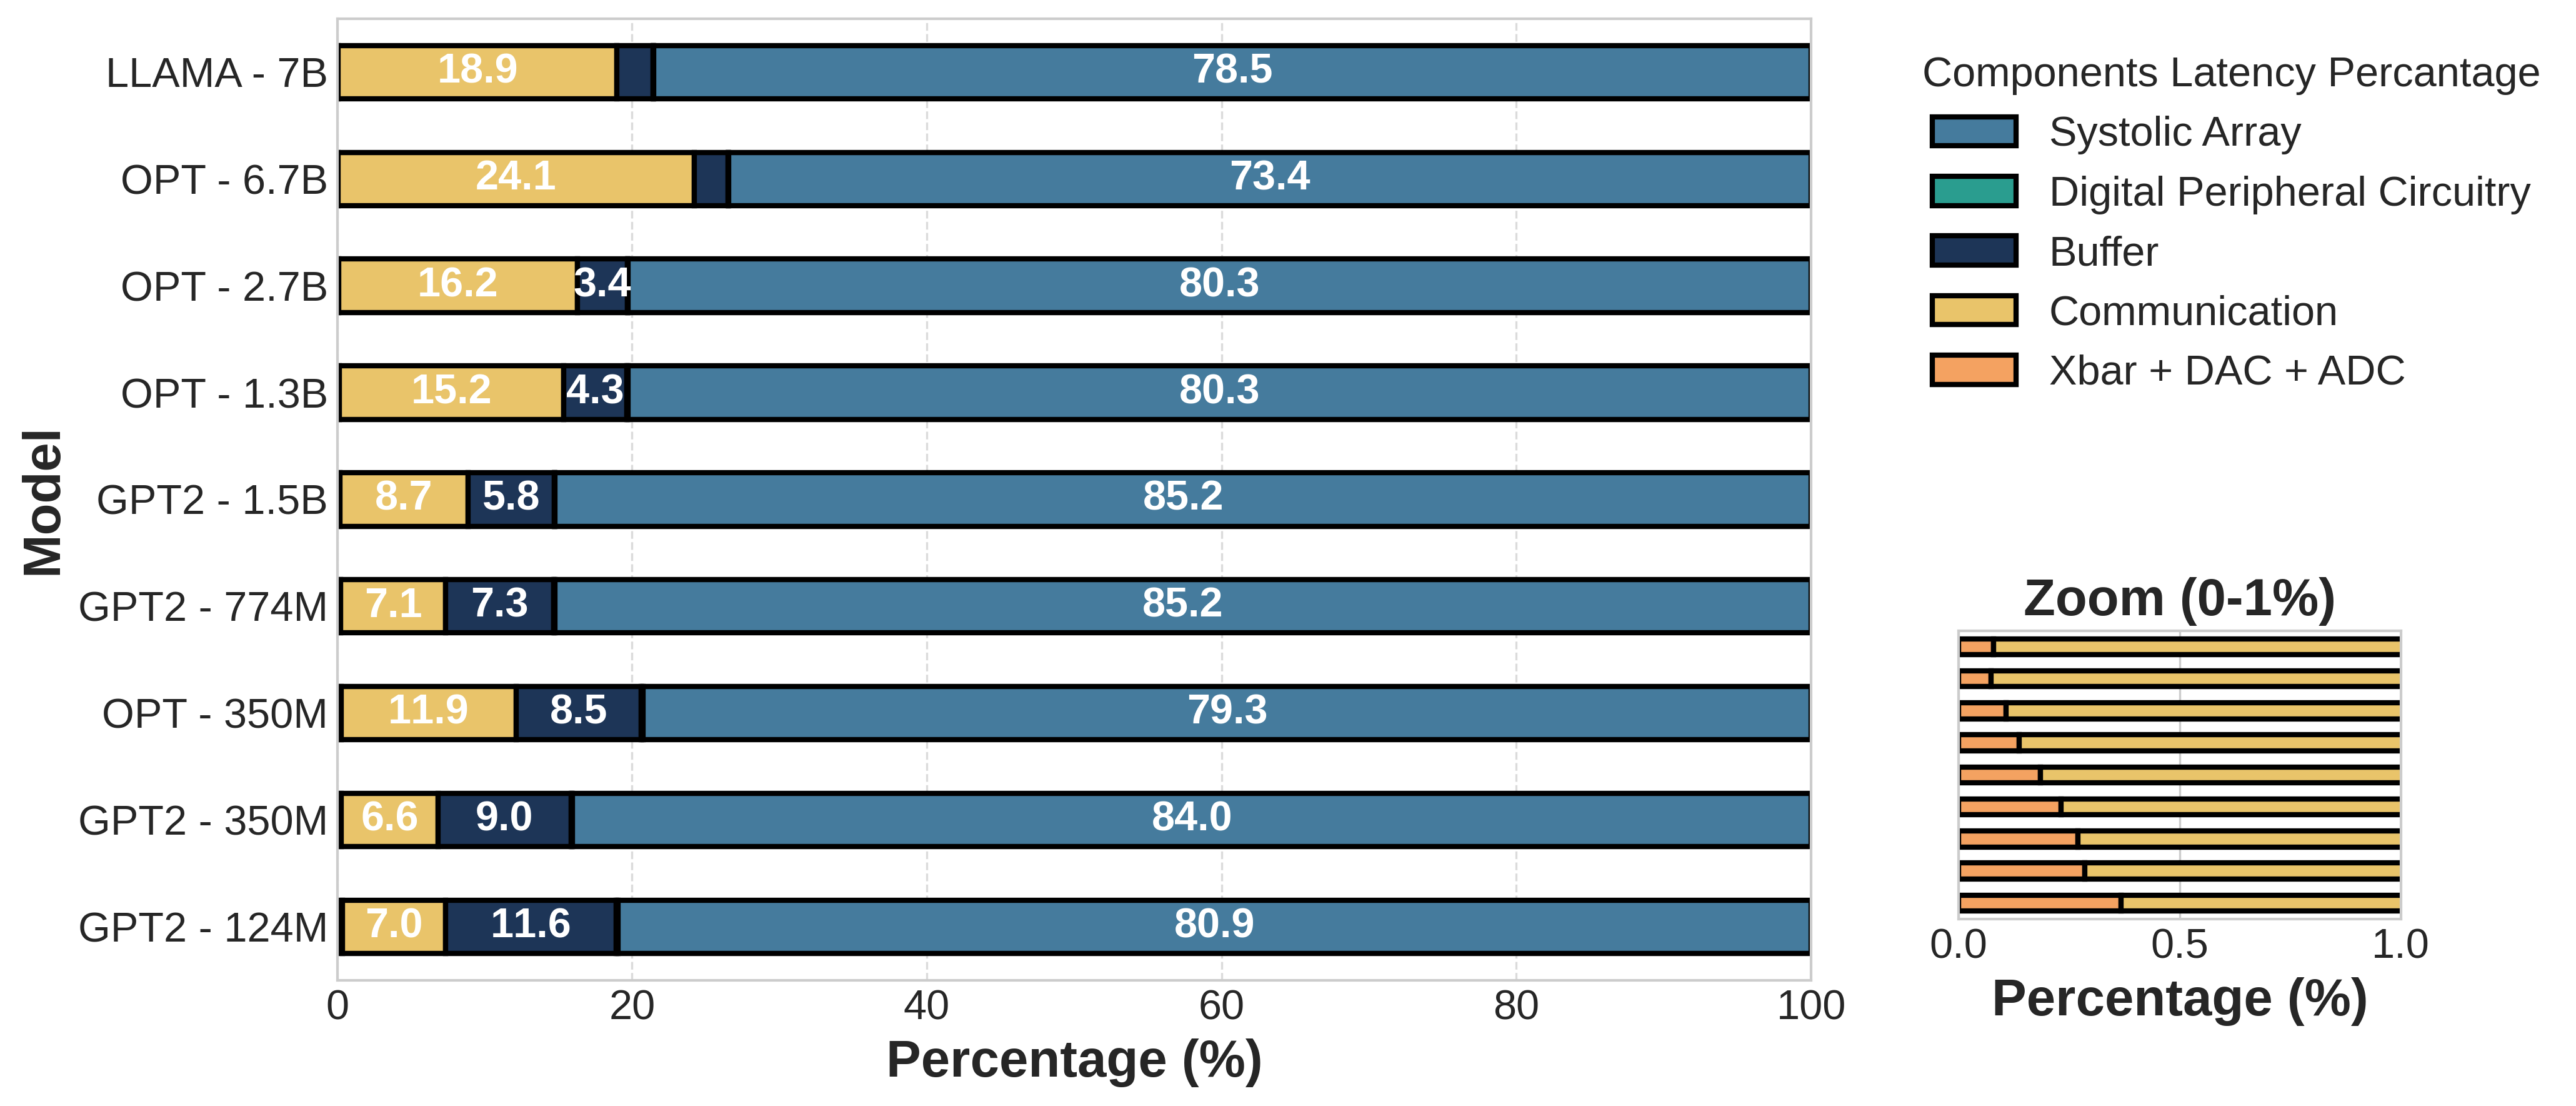 LLAMA - 7B 18.9 78.5
OPT - 6.7B 24.1 73.4
OPT - 2.7B 16.2 3.4 80.3
OPT - 1.3B 15.2 4.3 80.3
GPT2 - 1.5B 8.7 5.8 85.2
GPT2 - 774M 7.1 7.3 85.2
OPT - 350M 11.9 8.5 79.3
GPT2 - 350M 6.6 9.0 84.0
GPT2 - 124M 7.0 11.6 80.9
Model
0 20 40 60 80 100
Percentage (%)
Components Latency Percantage
Systolic Array
Digital Peripheral Circuitry
Buffer
Communication
Xbar + DAC + ADC
Zoom (0-1%)
0.0 0.5 1.0
Percentage (%)